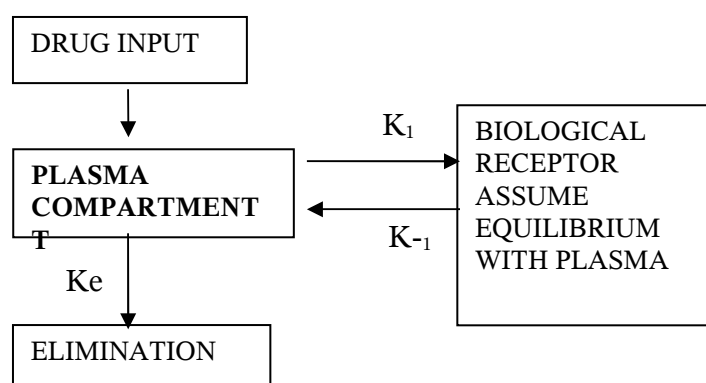 DRUG INPUT
K₁
BIOLOGICAL
RECEPTOR
ASSUME
EQUILIBRIUM
WITH PLASMA
PLASMA
COMPARTMENT
T
K-₁
Ke
ELIMINATION